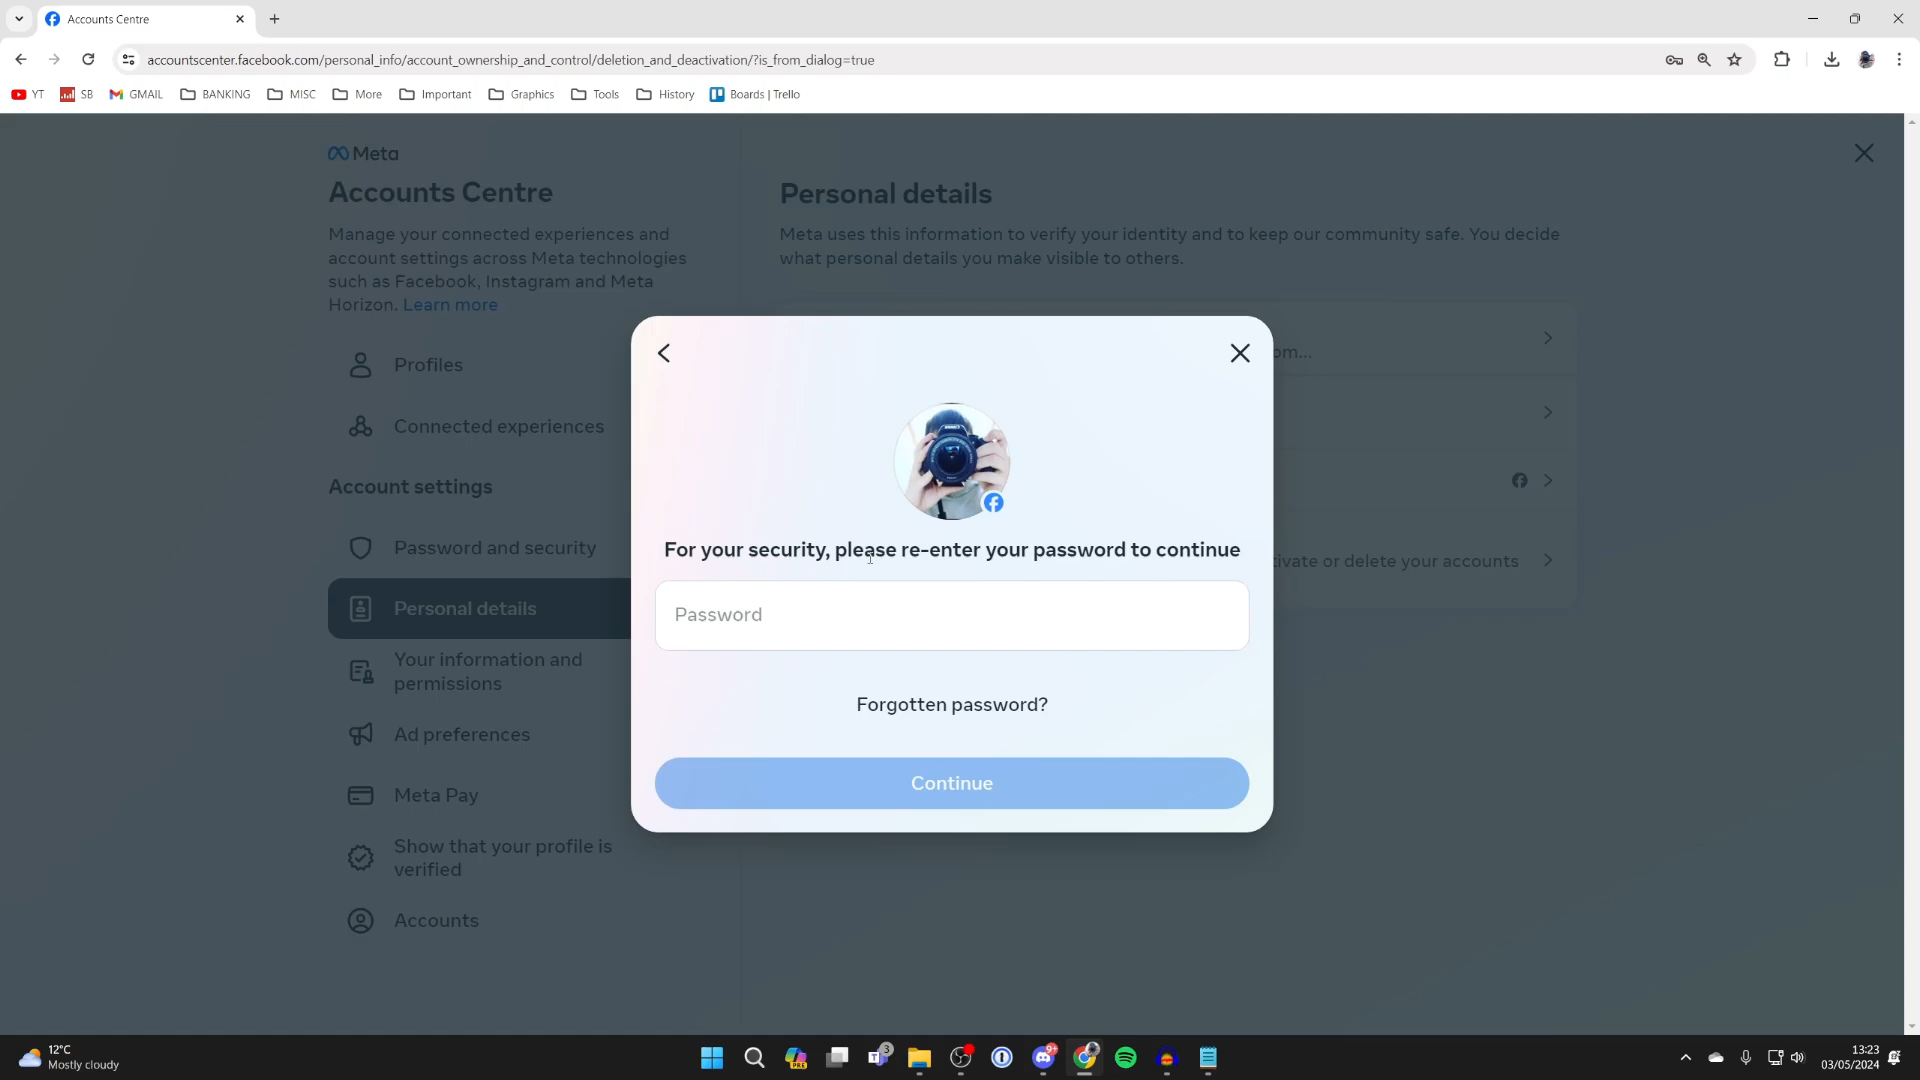 Accounts Centre
accountscenter.facebook.com/personal_info/account_ownership_and_control/deletion_and_deactivation/?is_from_dialog=true
YT SB GMAIL BANKING MISC More Important Graphics Tools History Boards | Trello
Meta
Accounts Centre
Manage your connected experiences and
account settings across Meta technologies
such as Facebook, Instagram and Meta
Horizon. Learn more
Profiles
Connected experiences
Account settings
Password and security
Personal details
Your information and
permissions
Ad preferences
Meta Pay
Show that your profile is
verified
Accounts
Personal details
Meta uses this information to verify your identity and to keep our community safe. You decide
what personal details you make visible to others.
om...
ivate or delete your accounts
For your security, please re-enter your password to continue
Password
Forgotten password?
Continue
12°C
Mostly cloudy
PRE
3
9+
13:23
03/05/2024